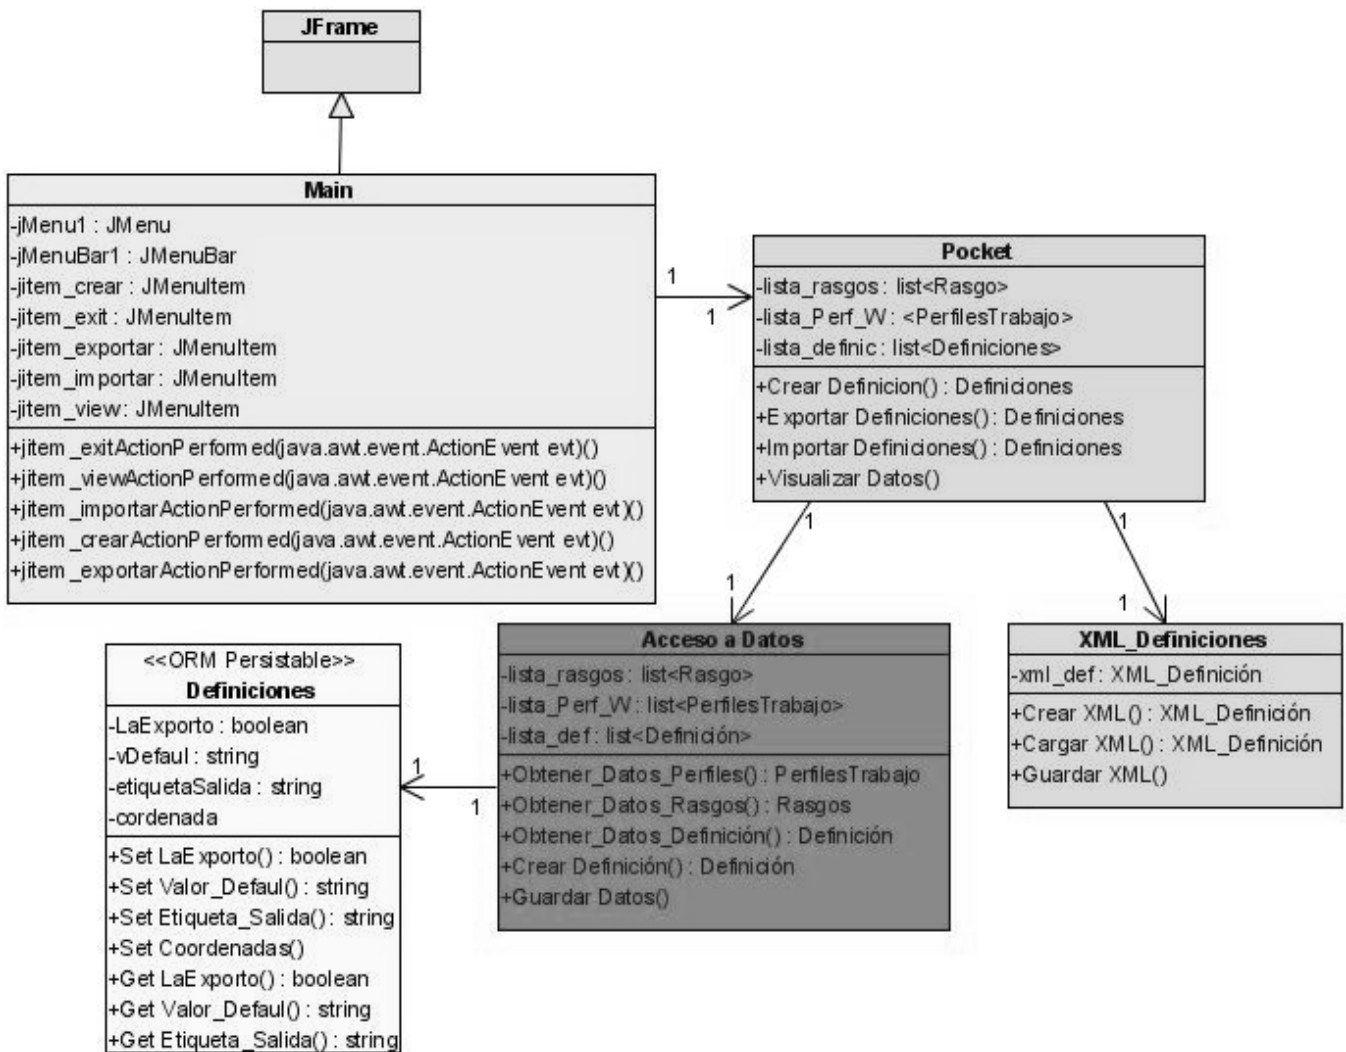 JFrame
Main
-jMenu1 : JMenu
-jMenuBar1 : JMenuBar
-jitem_crear : JMenuItem
-jitem_exit : JMenuItem
-jitem_exportar : JMenuItem
-jitem_importar : JMenuItem
-jitem_view : JMenuItem
+jitem_exitActionPerformed(java.awt.event.ActionEvent evt)()
+jitem_viewActionPerformed(java.awt.event.ActionEvent evt)()
+jitem_importarActionPerformed(java.awt.event.ActionEvent evt)()
+jitem_crearActionPerformed(java.awt.event.ActionEvent evt)()
+jitem_exportarActionPerformed(java.awt.event.ActionEvent evt)()
1
1
Pocket
-lista_rasgos : list<Rasgo>
-lista_Perf_W : <PerfilesTrabajo>
-lista_definic : list<Definiciones>
+Crear Definicion() : Definiciones
+Exportar Definiciones() : Definiciones
+Importar Definiciones() : Definiciones
+Visualizar Datos()
1
1
1
1
<<ORM Persistable>>
Definiciones
-LaExporto : boolean
-vDefaul : string
-etiquetaSalida : string
-cordenada
+Set LaExporto() : boolean
+Set Valor_Defaul() : string
+Set Etiqueta_Salida() : string
+Set Coordenadas()
+Get LaExporto() : boolean
+Get Valor_Defaul() : string
+Get Etiqueta_Salida() : string
1
1
Acceso a Datos
-lista_rasgos : list<Rasgo>
-lista_Perf_W : list<PerfilesTrabajo>
-lista_def : list<Definición>
+Obtener_Datos_Perfiles() : PerfilesTrabajo
+Obtener_Datos_Rasgos() : Rasgos
+Obtener_Datos_Definición() : Definición
+Crear Definición() : Definición
+Guardar Datos()
XML_Definiciones
-xml_def : XML_Definición
+Crear XML() : XML_Definición
+Cargar XML() : XML_Definición
+Guardar XML()